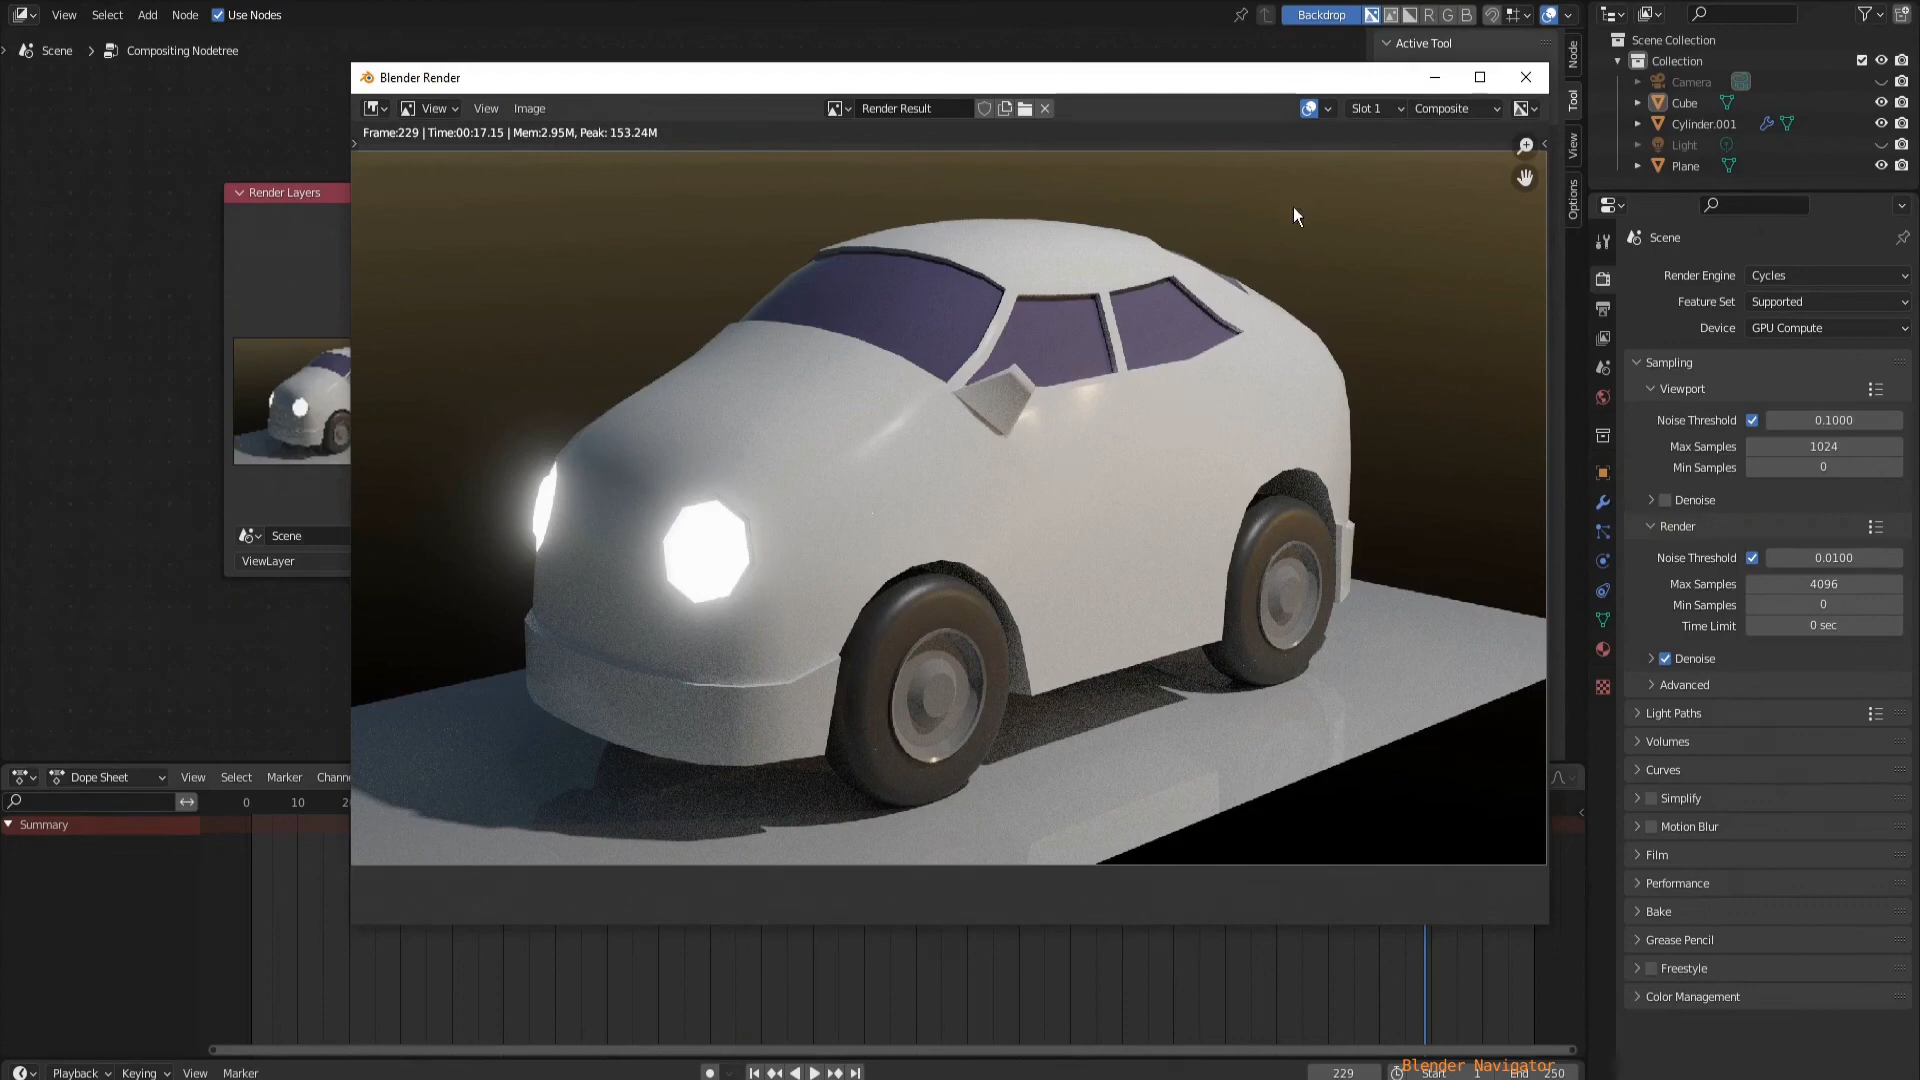 View Select Add Node Use Nodes
Backdrop R G B
Scene Compositing Nodetree
Active Tool
Node
Tool
View
Options
Scene Collection
Collection
Camera
Cube
Cylinder.001
Light
Plane
Blender Render
View View Image Render Result Slot 1 Composite
Frame:229 | Time:00:17.15 | Mem:2.95M, Peak: 153.24M
Render Layers
Scene
ViewLayer
Scene
Render Engine Cycles
Feature Set Supported
Device GPU Compute
Sampling
Viewport
Noise Threshold 0.1000
Max Samples 1024
Min Samples 0
Denoise
Render
Noise Threshold 0.0100
Max Samples 4096
Min Samples 0
Time Limit 0 sec
Denoise
Advanced
Light Paths
Volumes
Curves
Simplify
Motion Blur
Film
Performance
Bake
Grease Pencil
Freestyle
Color Management
Dope Sheet View Select Marker Chann
0 10 2
Summary
Playback Keying View Marker
229 Start 1 End 250
Blender Navigator